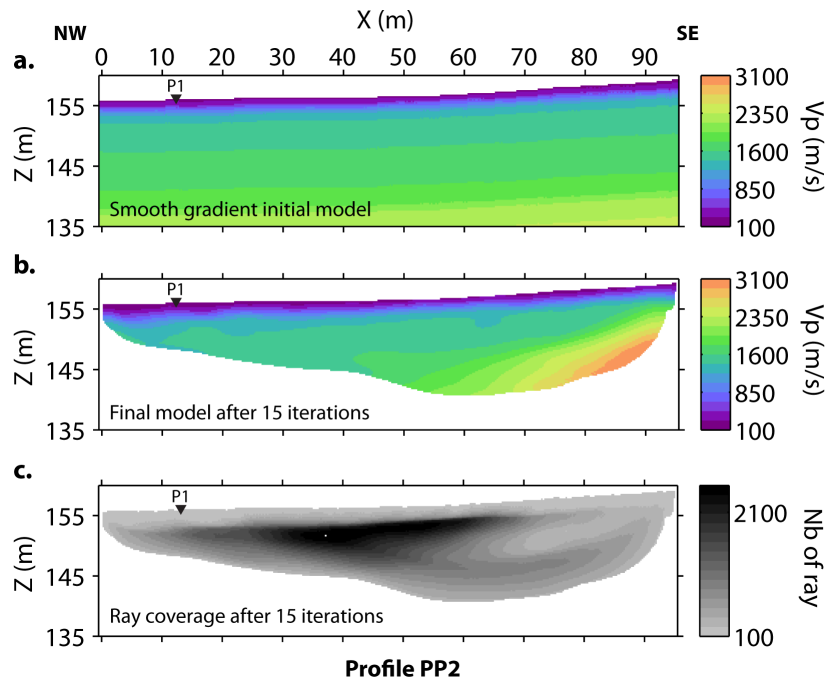 X (m)
NW
SE
a.
0 10 20 30 40 50 60 70 80 90
P1
Z (m)
155
145
135
Smooth gradient initial model
3100
2350
1600
850
100
Vp (m/s)
b.
P1
Z (m)
155
145
135
Final model after 15 iterations
3100
2350
1600
850
100
Vp (m/s)
c.
P1
Z (m)
155
145
135
Ray coverage after 15 iterations
2100
100
Nb of ray
Profile PP2